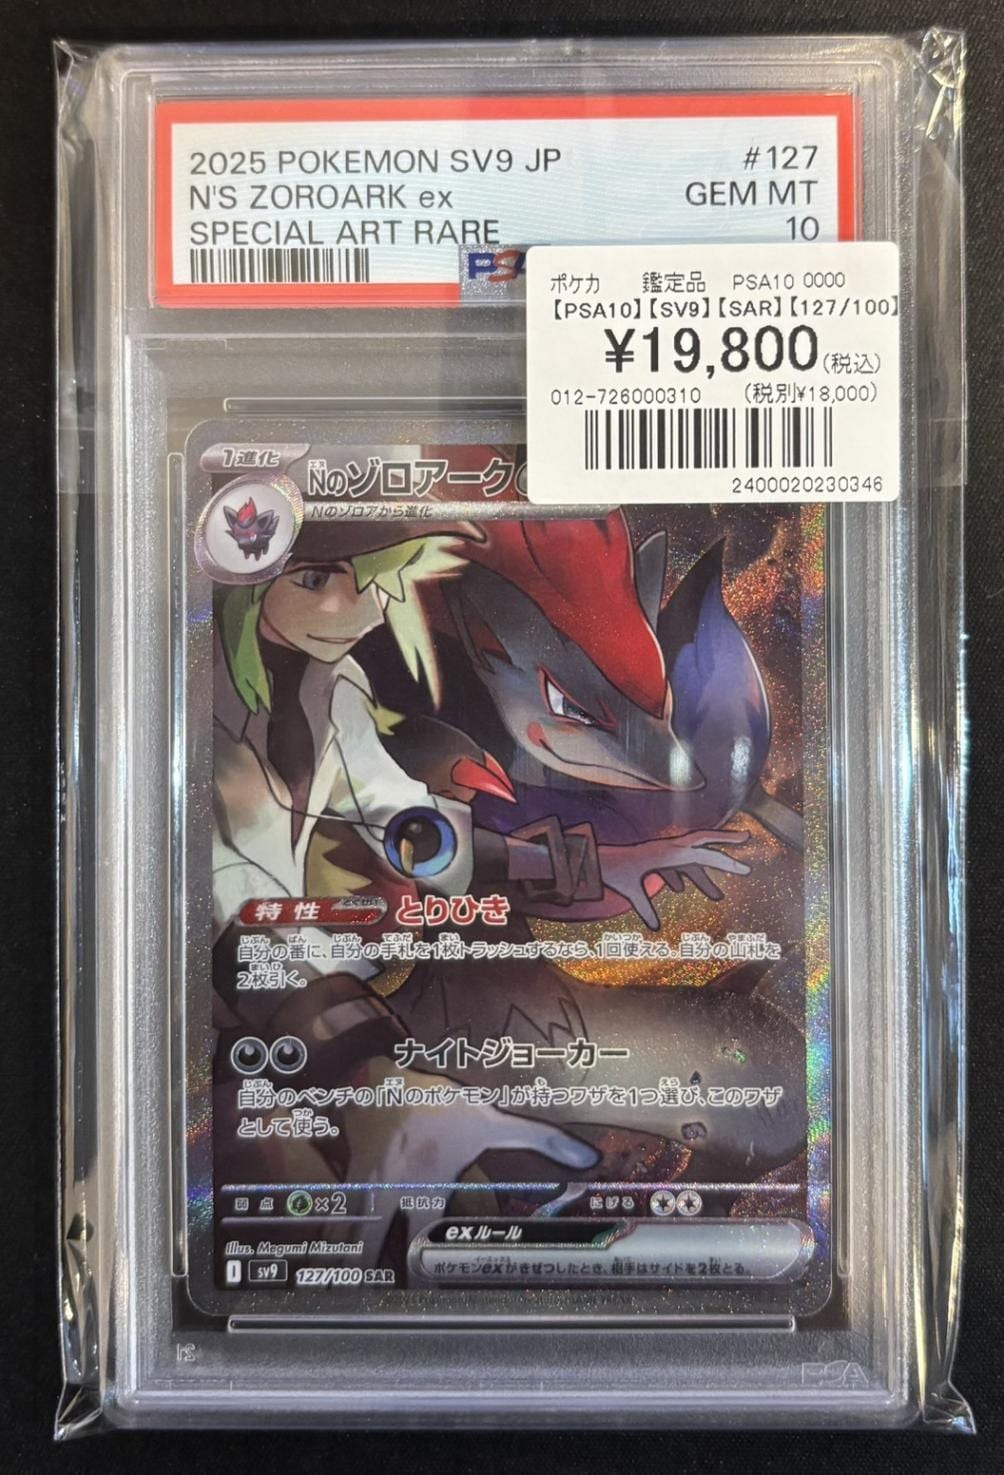 2025 POKEMON SV9 JP #127
N'S ZOROARK ex GEM MT
SPECIAL ART RARE 10
PSA
ポケカ 鑑定品 PSA10 0000
【PSA10】【SV9】【SAR】【127/100】
¥19,800(税込)
012-726000310 (税別¥18,000)
2400020230346
1進化
Nのゾロアーク
Nのゾロアから進化
特性 とくせい とりひき
自分の番に、自分の手札を1枚トラッシュするなら、1回使える。自分の山札を
2枚引く。
ナイトジョーカー
自分のベンチの「Nのポケモン」が持つワザを1つ選び、このワザ
として使う。
弱点 ×2 抵抗力 にげる
exルール
ポケモンexがきぜつしたとき、相手はサイドを2枚とる。
Illus. Megumi Mizutani
I SV9 127/100 SAR
PSA